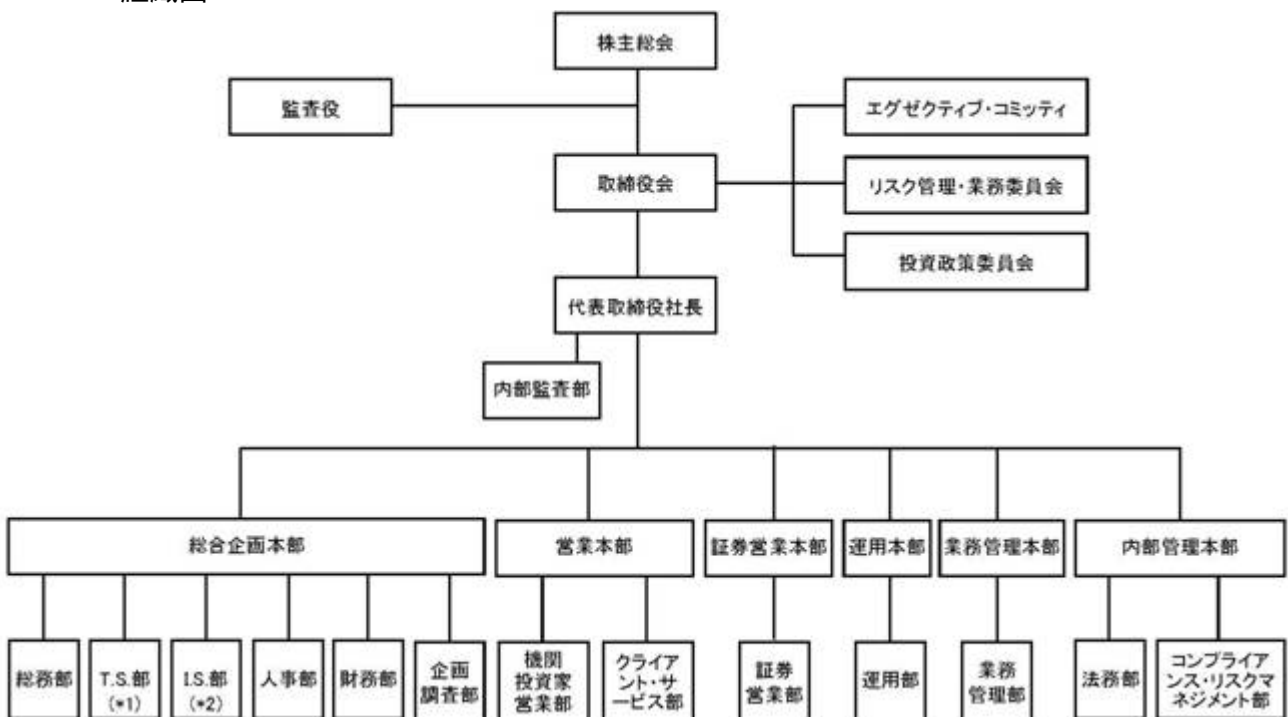 株主総会
監査役
エグゼクティブ・コミッティ
取締役会
リスク管理・業務委員会
投資政策委員会
代表取締役社長
内部監査部
総合企画本部
営業本部
証券営業本部
運用本部
業務管理本部
内部管理本部
総務部
T.S.部
(*1)
I.S.部
(*2)
人事部
財務部
企画
調査部
機関
投資家
営業部
クライア
ント・サ
ービス部
証券
営業部
運用部
業務
管理部
法務部
コンプライア
ンス・リスクマ
ネジメント部